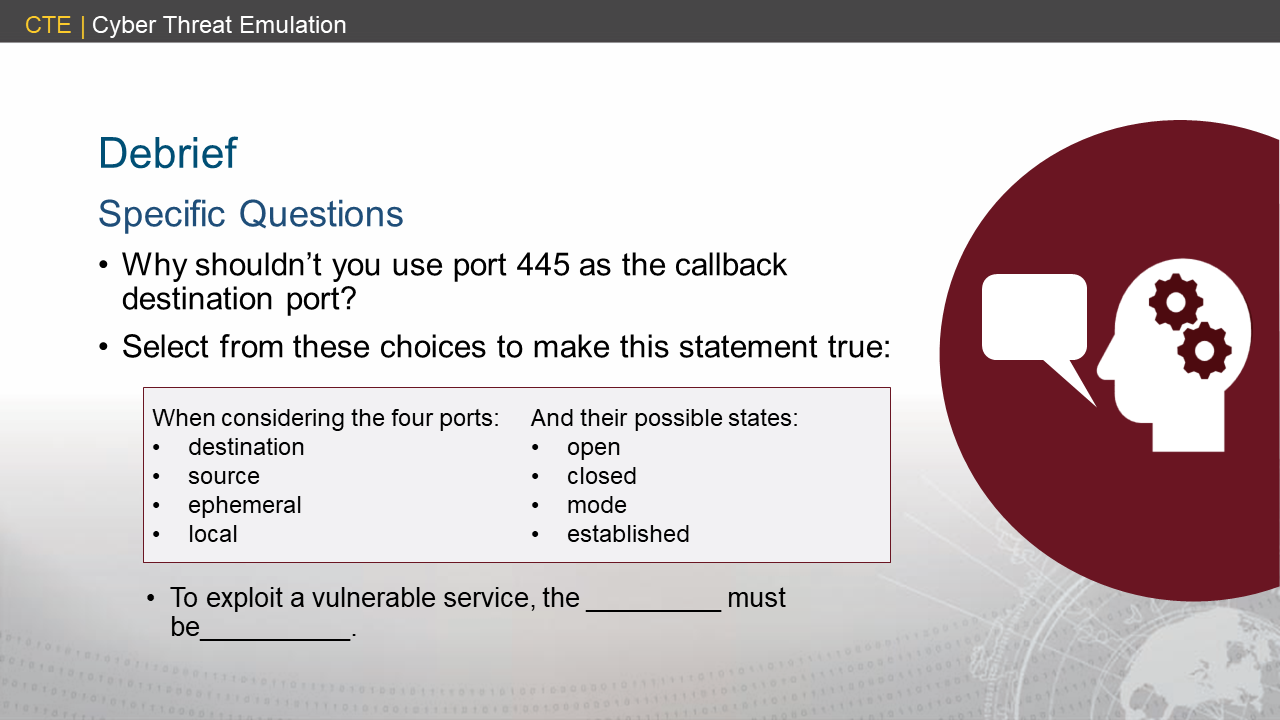 CTE | Cyber Threat Emulation
Debrief
Specific Questions
• Why shouldn’t you use port 445 as the callback
destination port?
• Select from these choices to make this statement true:
When considering the four ports:
• destination
• source
• ephemeral
• local
And their possible states:
• open
• closed
• mode
• established
• To exploit a vulnerable service, the _________ must
be__________.